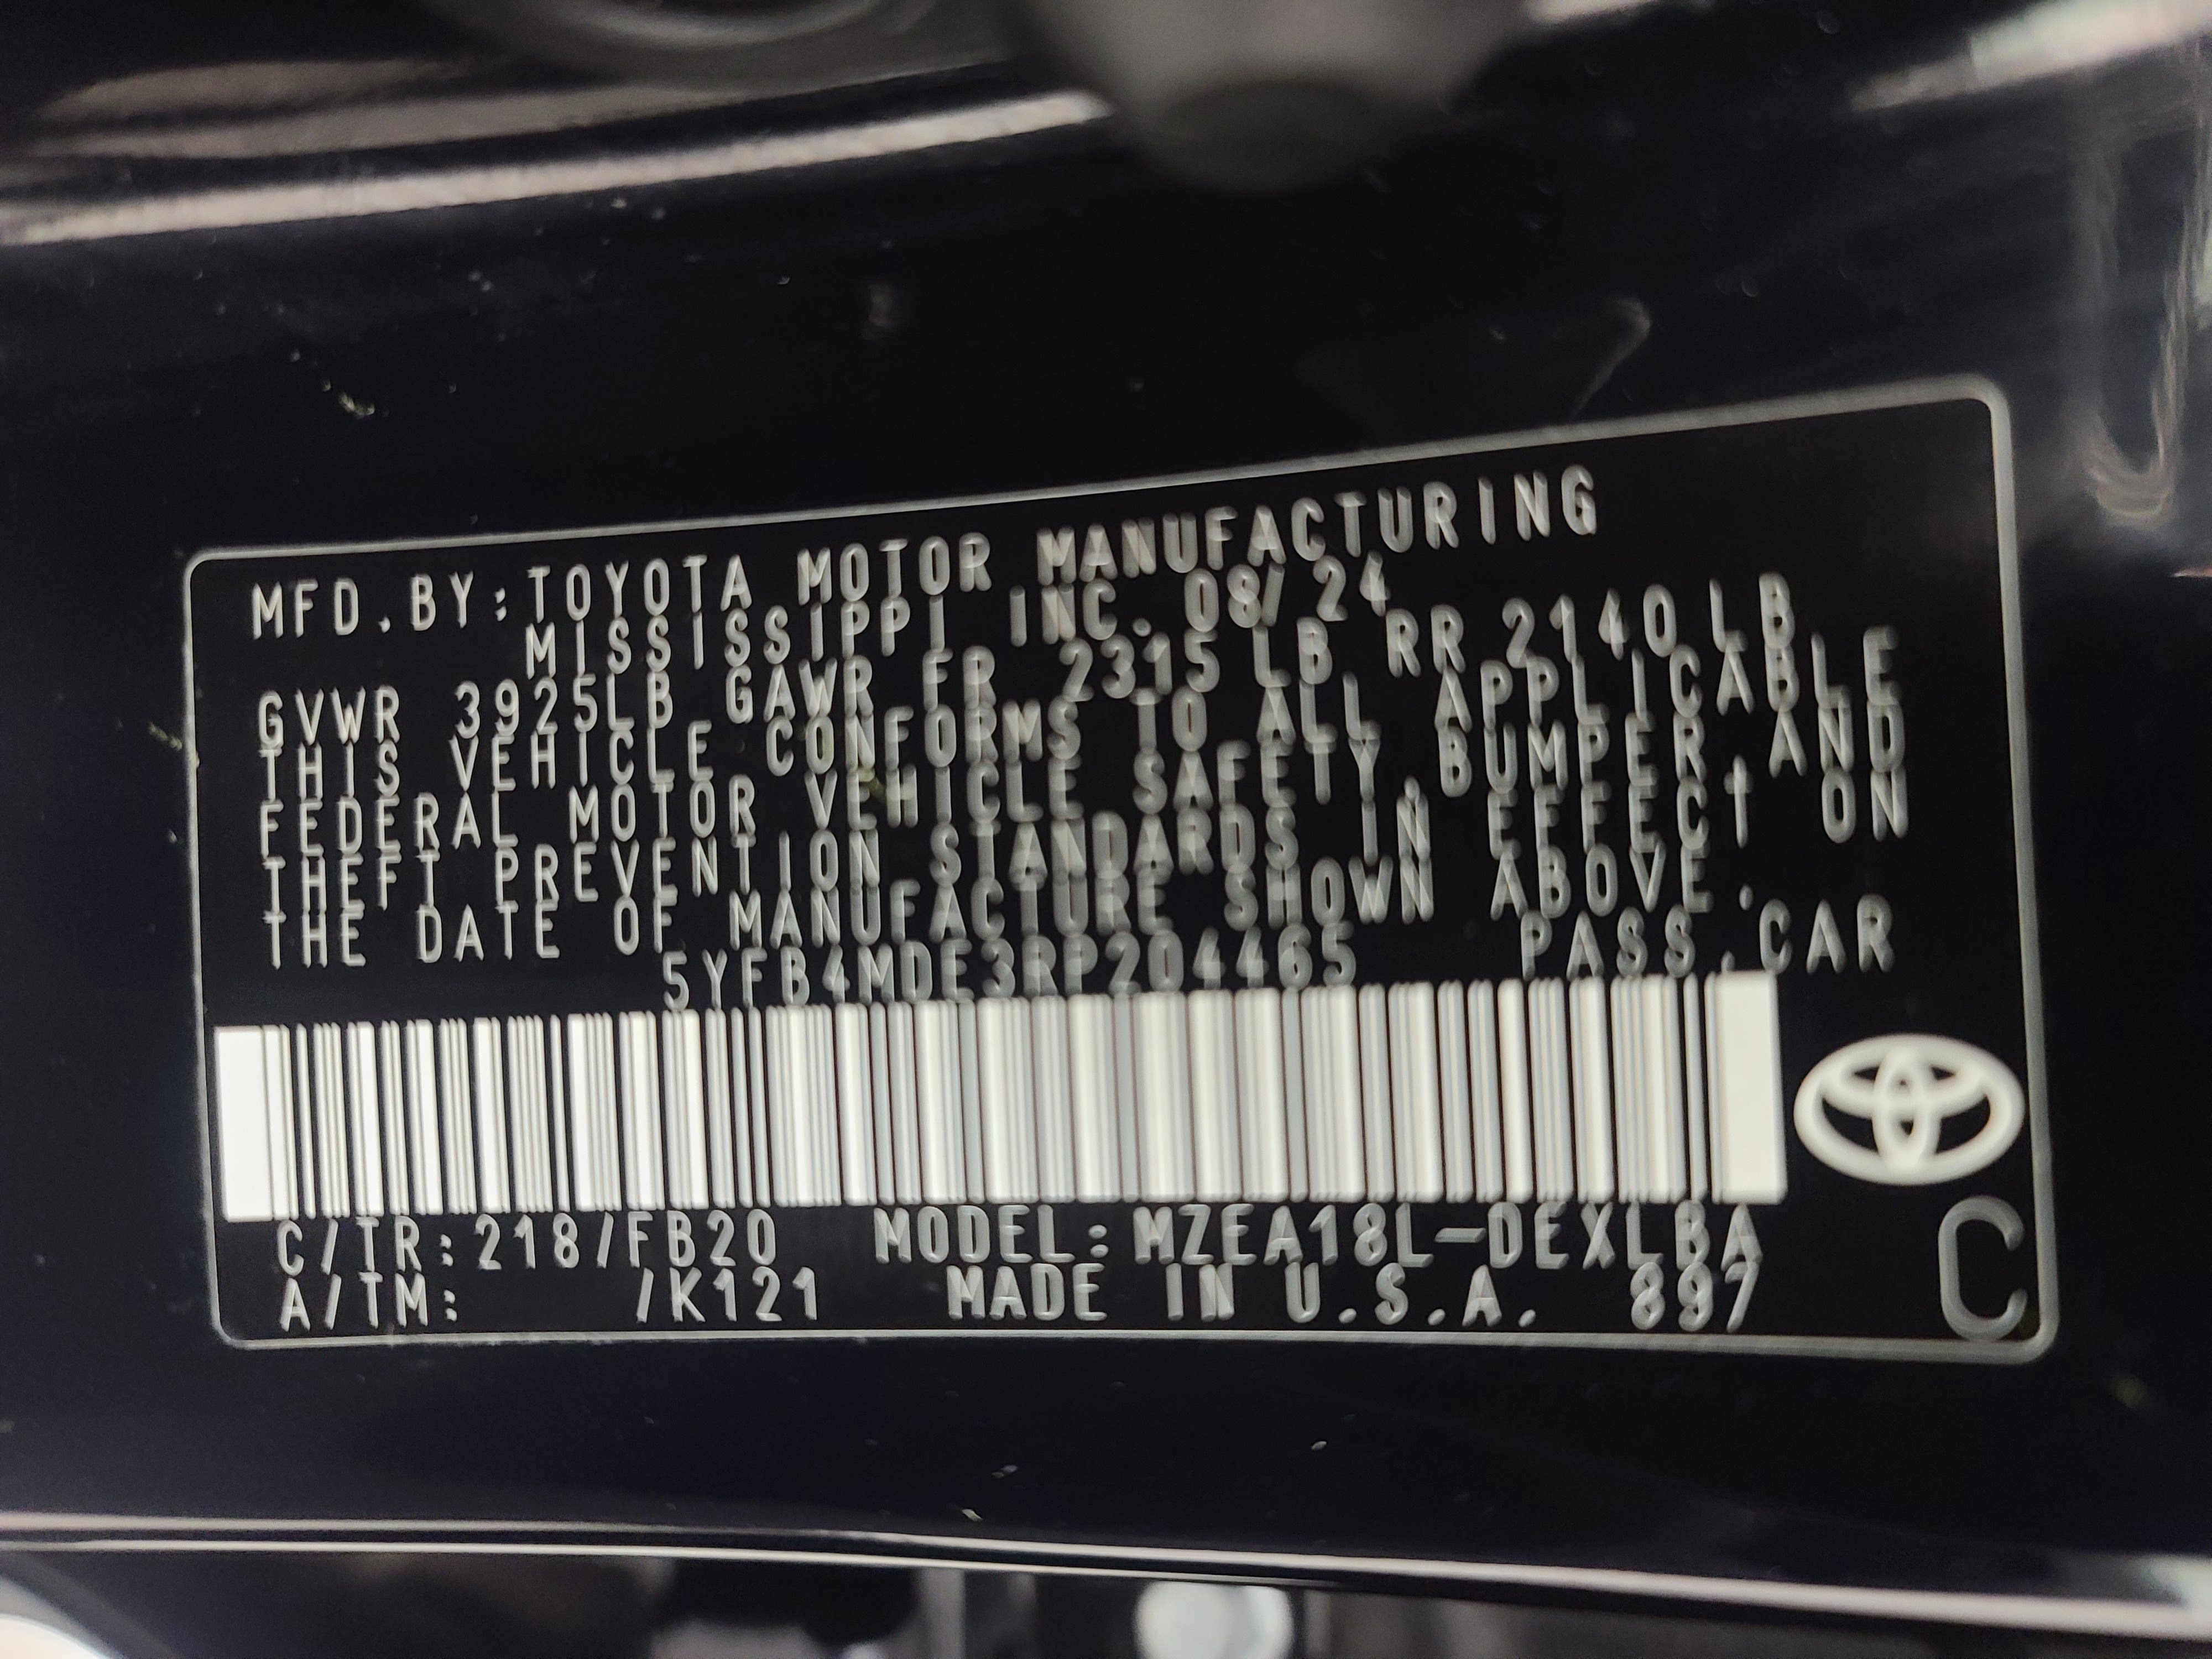 MFD.BY:TOYOTA MOTOR MANUFACTURING
MISSISSIPPI INC. 08/24
GVWR 3925LB GAWR FR 2315 LB RR 2140LB
THIS VEHICLE CONFORMS TO ALL APPLICABLE
FEDERAL MOTOR VEHICLE SAFETY,BUMPER AND
THEFT PREVENTION STANDARDS IN EFFECT ON
THE DATE OF MANUFACTURE SHOWN ABOVE.
5YFB4MDE3RP204465 PASS.CAR
C/TR:218/FB20 MODEL:MZEA18L-DEXLBA
A/TM: /K121 MADE IN U.S.A. 897
C